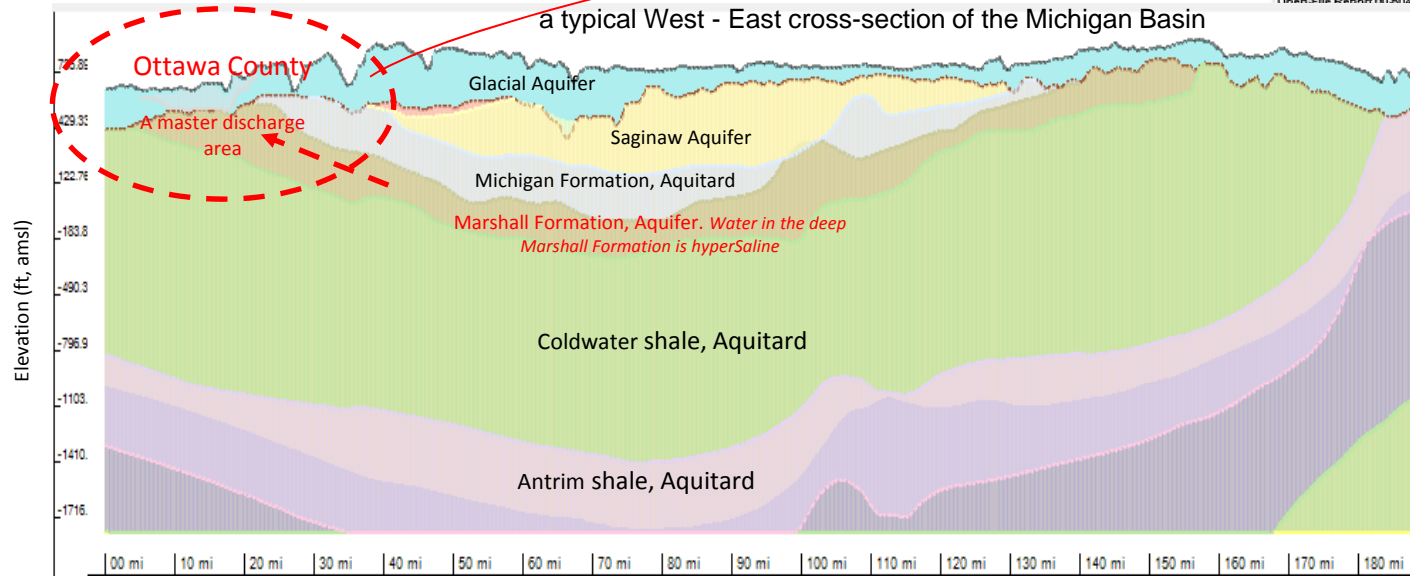 a typical West - East cross-section of the Michigan Basin
Ottawa County
Glacial Aquifer
429.35
A master discharge
area
Saginaw Aquifer
122.76
Michigan Formation, Aquitard
-183.8
Marshall Formation, Aquifer. Water in the deep
Marshall Formation is hyperSaline
-490.3
Elevation (ft, amsl)
-796.9
Coldwater shale, Aquitard
-1103.
-1410.
Antrim shale, Aquitard
-1716.
00 mi 10 mi 20 mi 30 mi 40 mi 50 mi 60 mi 70 mi 80 mi 90 mi 100 mi 110 mi 120 mi 130 mi 140 mi 150 mi 160 mi 170 mi 180 mi